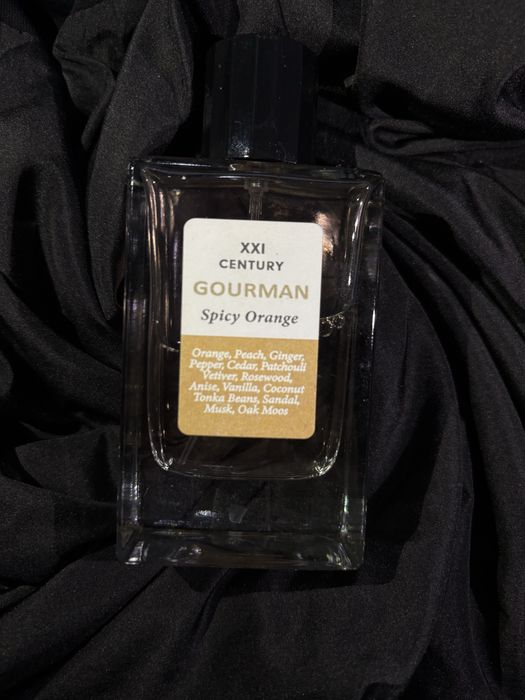 XXI
CENTURY
GOURMAN
Spicy Orange
Orange, Peach, Ginger,
Pepper, Cedar, Patchouli
Vetiver, Rosewood,
Anise, Vanilla, Coconut
Tonka Beans, Sandal,
Musk, Oak Moos